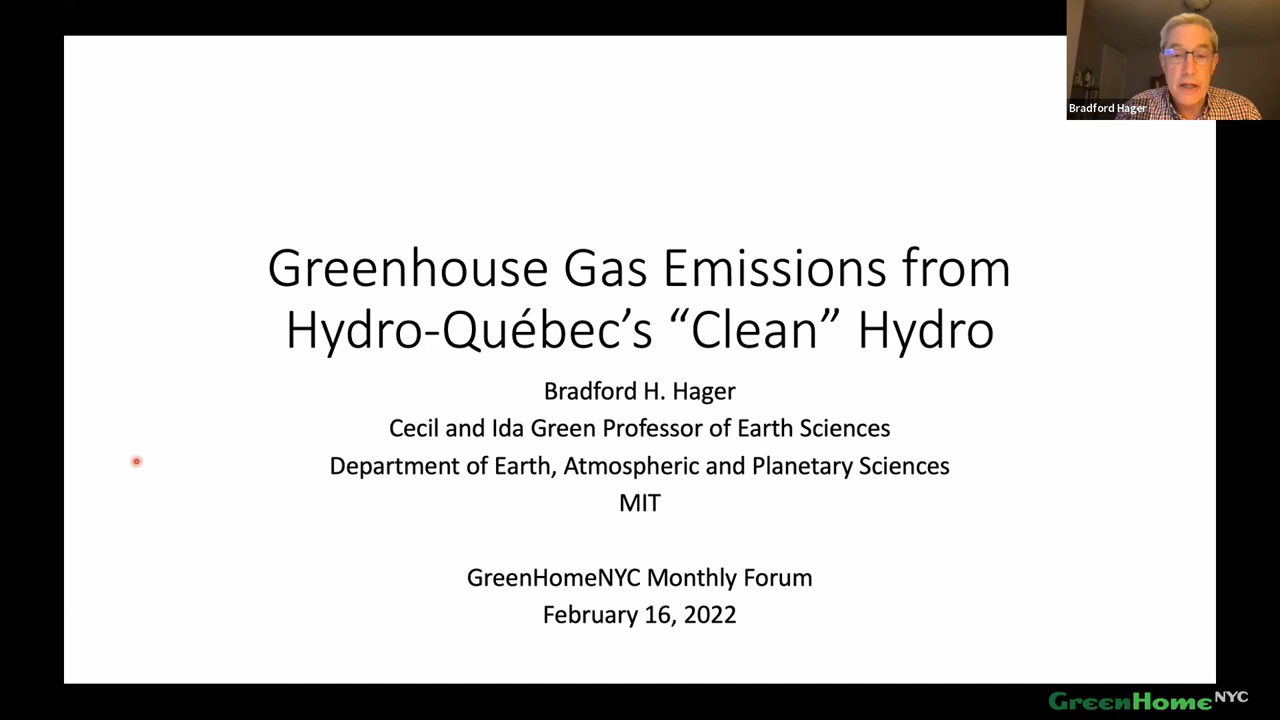 Bradford Hager
Greenhouse Gas Emissions from
Hydro-Québec’s “Clean” Hydro
Bradford H. Hager
Cecil and Ida Green Professor of Earth Sciences
Department of Earth, Atmospheric and Planetary Sciences
MIT
GreenHomeNYC Monthly Forum
February 16, 2022
GreenHomeNYC